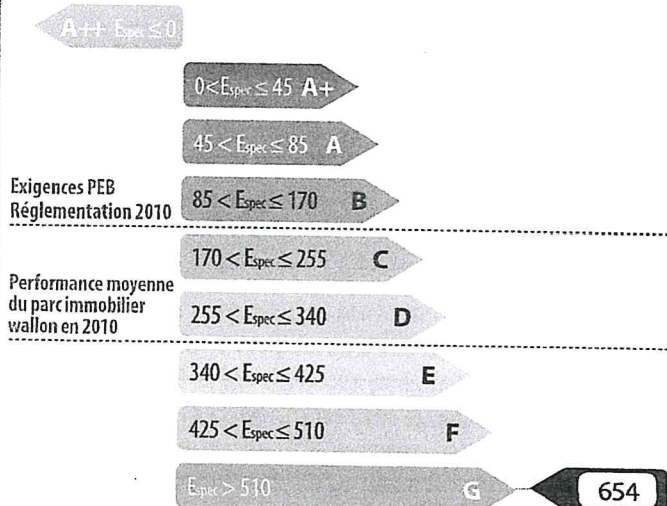 A++ Espec ≤ 0
0 < Espec ≤ 45 A+
45 < Espec ≤ 85 A
Exigences PEB
Réglementation 2010
85 < Espec ≤ 170 B
170 < Espec ≤ 255 C
Performance moyenne
du parc immobilier
wallon en 2010
255 < Espec ≤ 340 D
340 < Espec ≤ 425 E
425 < Espec ≤ 510 F
Espec > 510 G
654